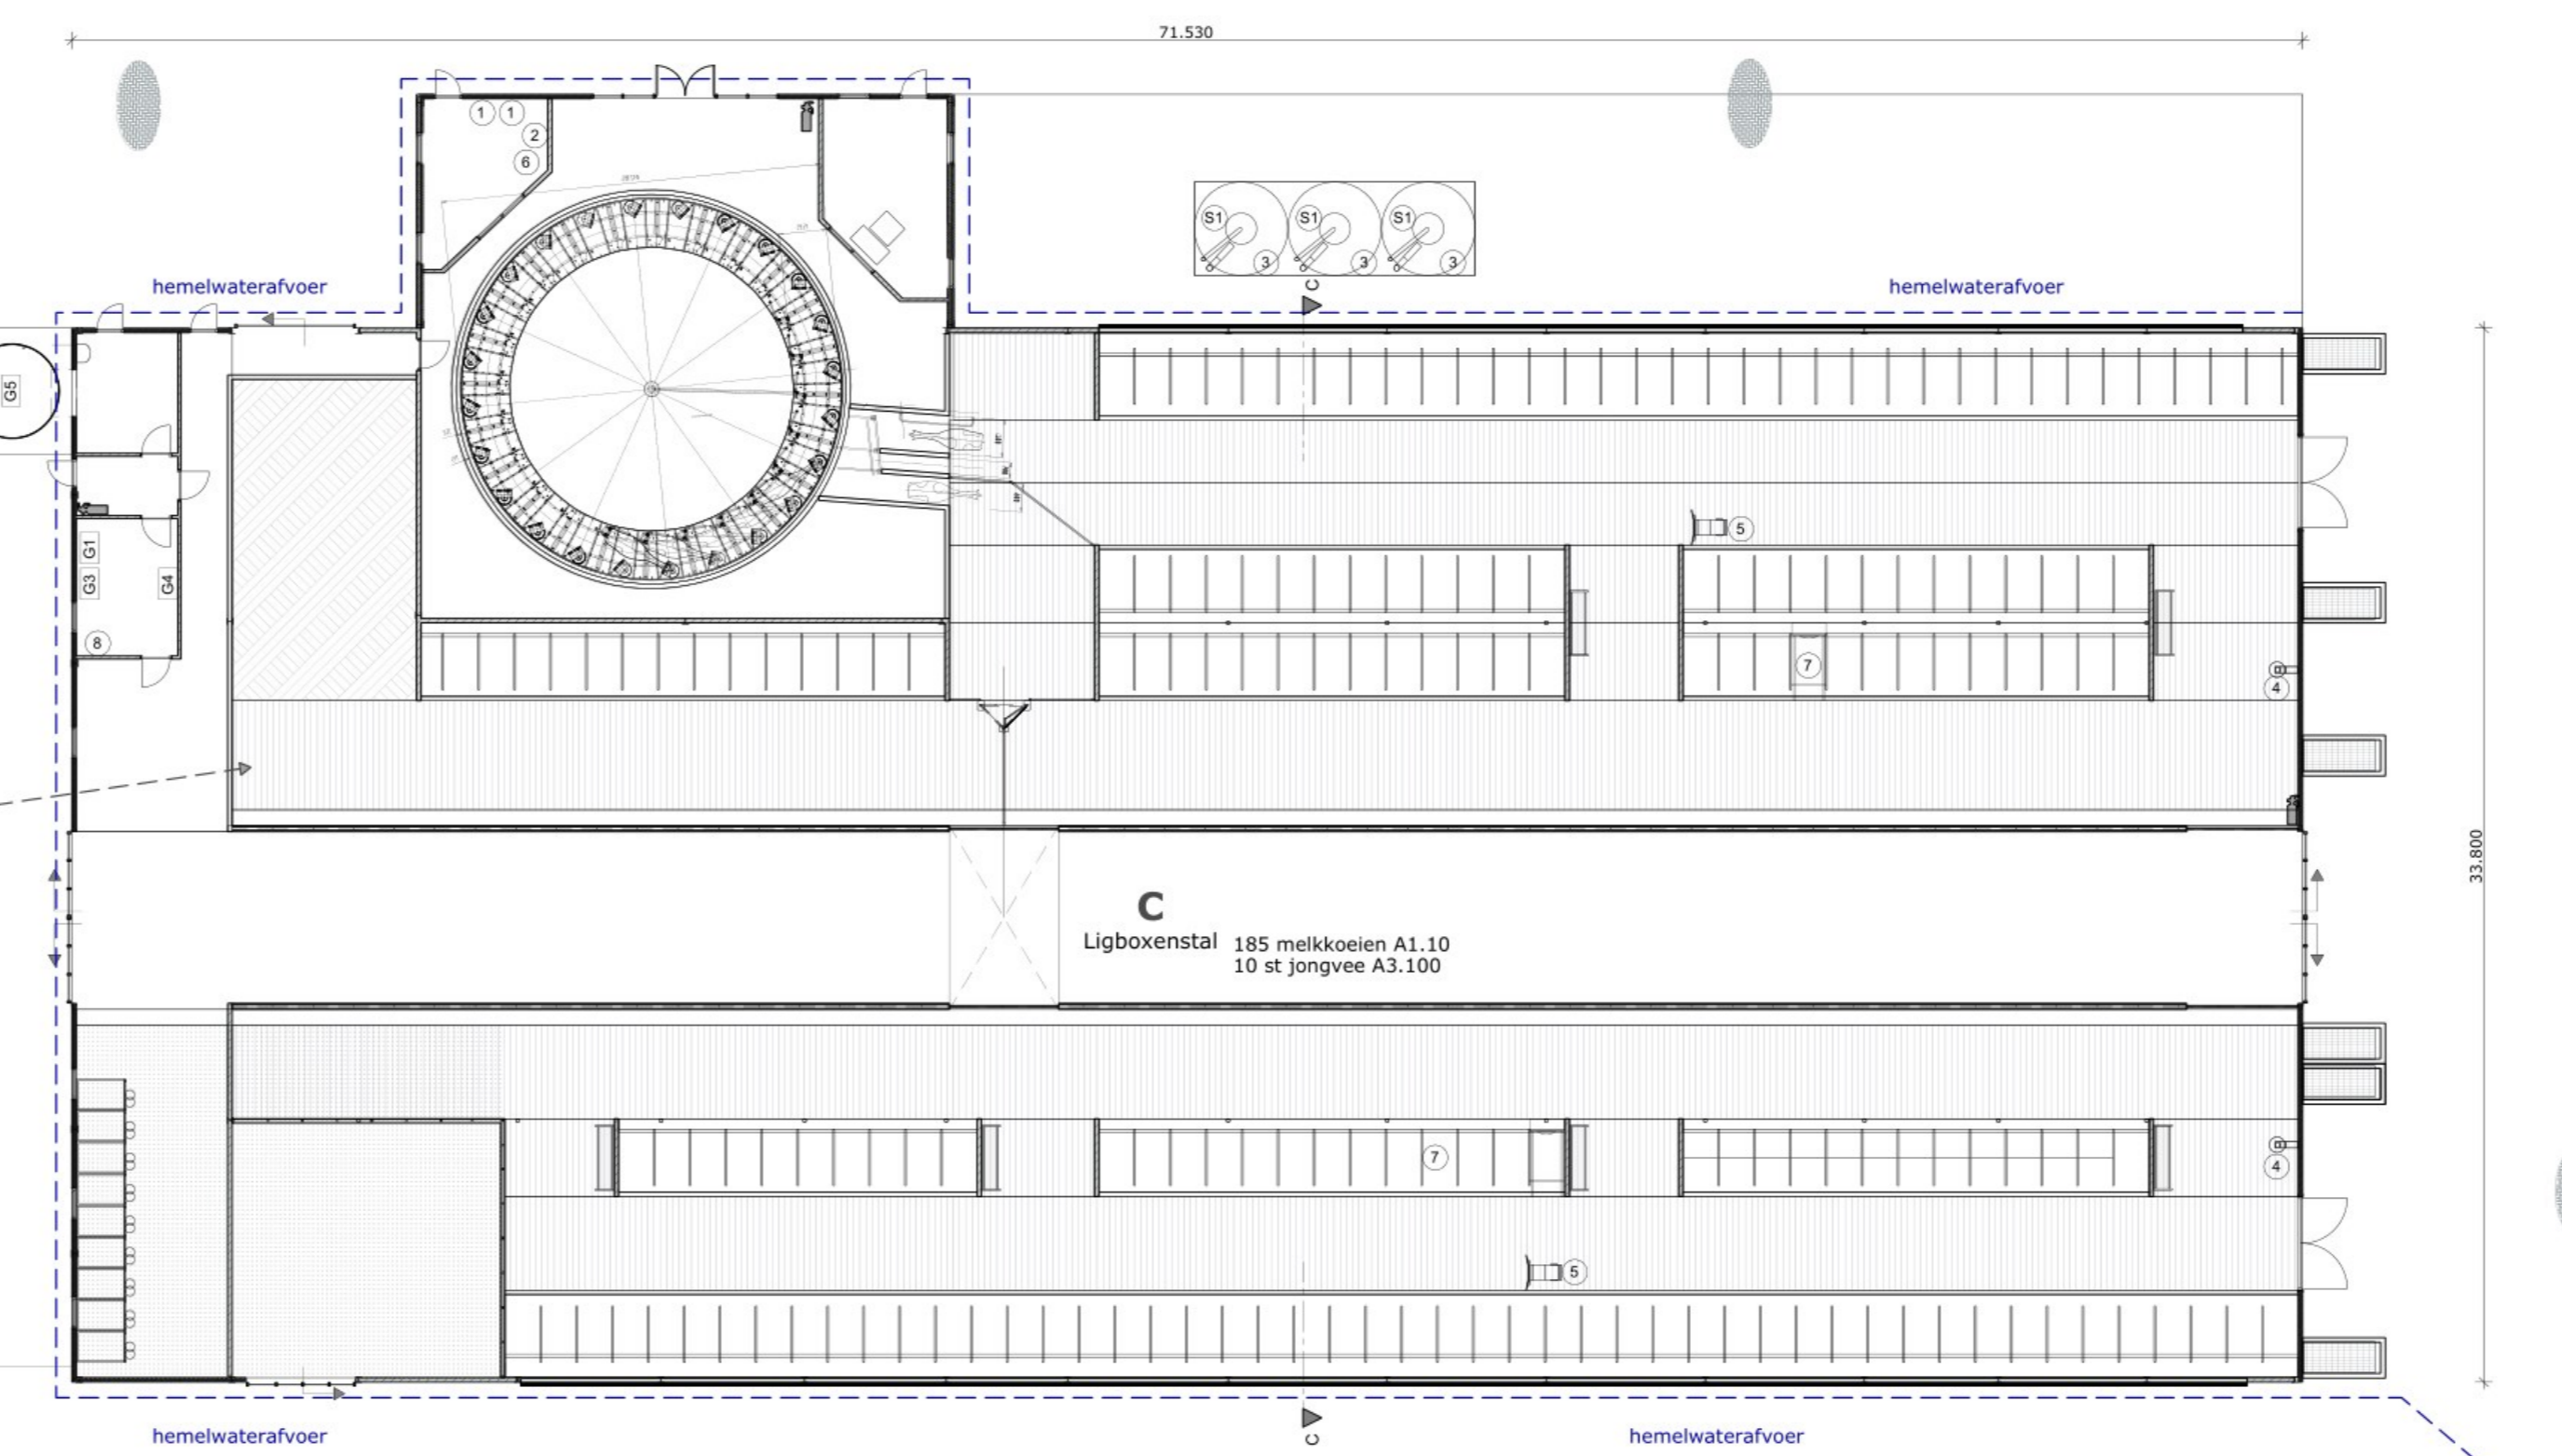 71.530
1 1
2
6
S1 S1 S1
3 3 3
C
hemelwaterafvoer
hemelwaterafvoer
G5
5
G1
G3 G4
8
7
4
33.800
C
Ligboxenstal 185 melkkoeien A1.10
10 st jongvee A3.100
7
4
5
C
hemelwaterafvoer
hemelwaterafvoer